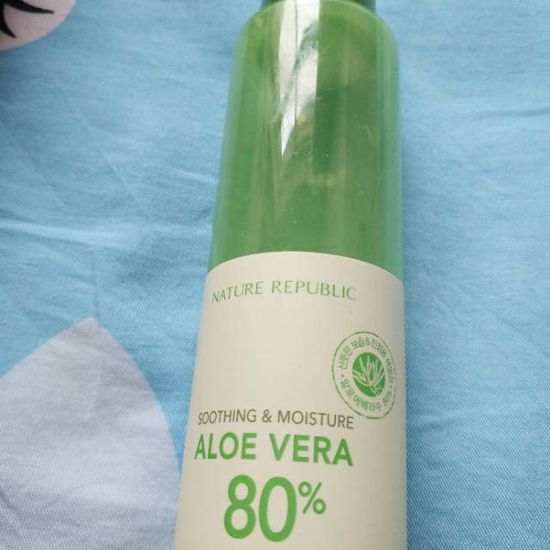 NATURE REPUBLIC
SOOTHING & MOISTURE
ALOE VERA
80%